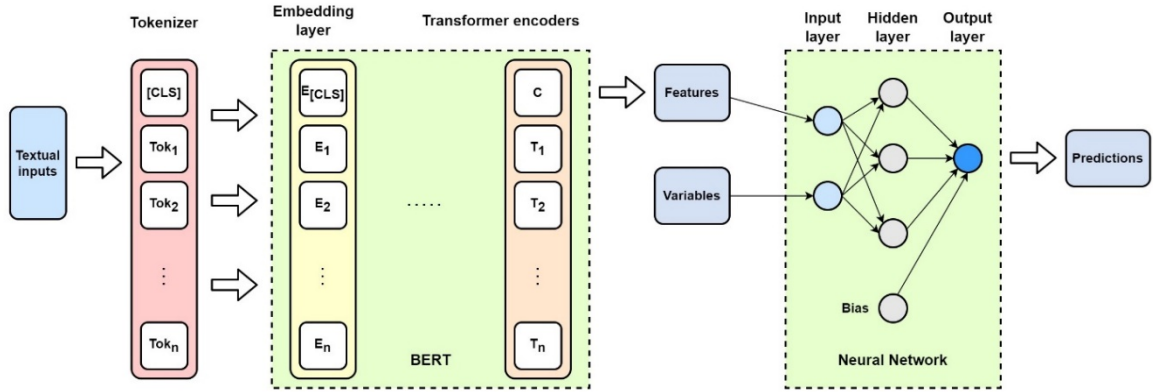 Tokenizer
Embedding
layer
Transformer encoders
Input
layer
Hidden
layer
Output
layer
Textual
inputs
[CLS]
Tok1
Tok2
⋮
Tokn
E[CLS]
E1
E2
⋮
En
.....
C
T1
T2
⋮
Tn
BERT
Features
Variables
Bias
Neural Network
Predictions